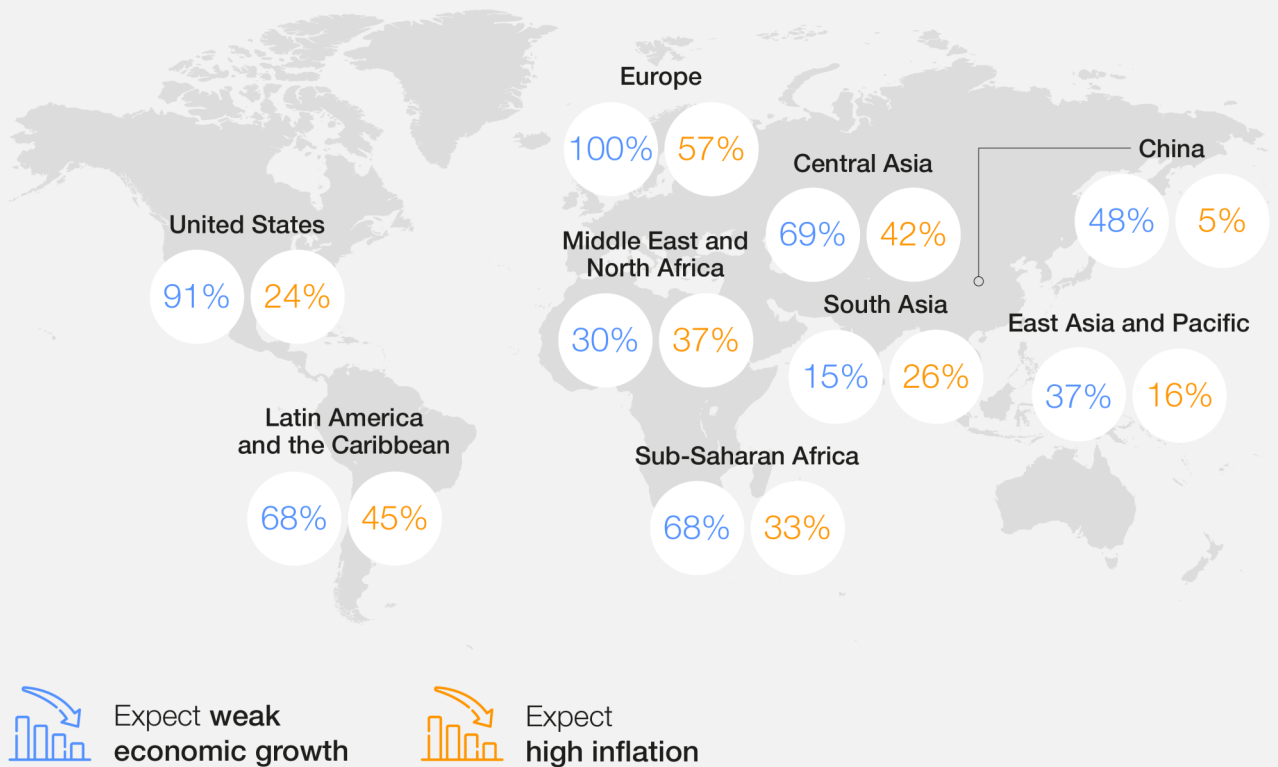 Europe
100% 57%
Central Asia
69% 42%
China
48% 5%
United States
91% 24%
Middle East and
North Africa
30% 37%
South Asia
15% 26%
East Asia and Pacific
37% 16%
Latin America
and the Caribbean
68% 45%
Sub-Saharan Africa
68% 33%
Expect weak
economic growth
Expect
high inflation